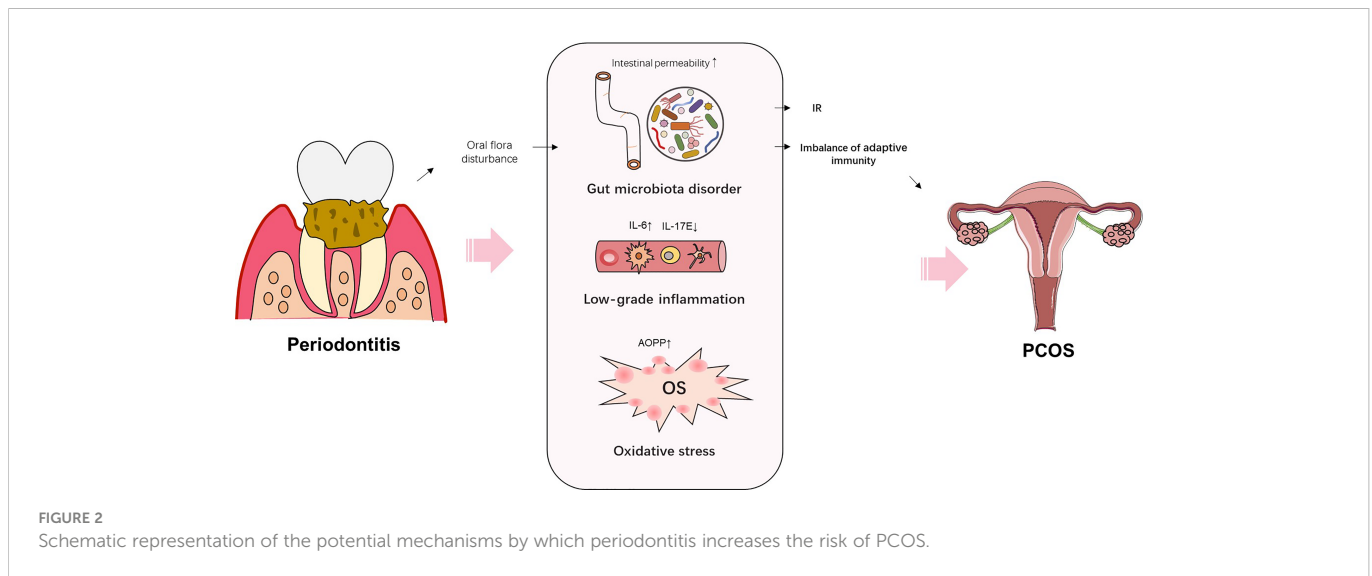 Intestinal permeability ↑
Oral flora
disturbance
Gut microbiota disorder
IR
Imbalance of adaptive
immunity
IL-6↑ IL-17E↓
Low-grade inflammation
AOPP↑
OS
Oxidative stress
Periodontitis
PCOS
FIGURE 2
Schematic representation of the potential mechanisms by which periodontitis increases the risk of PCOS.